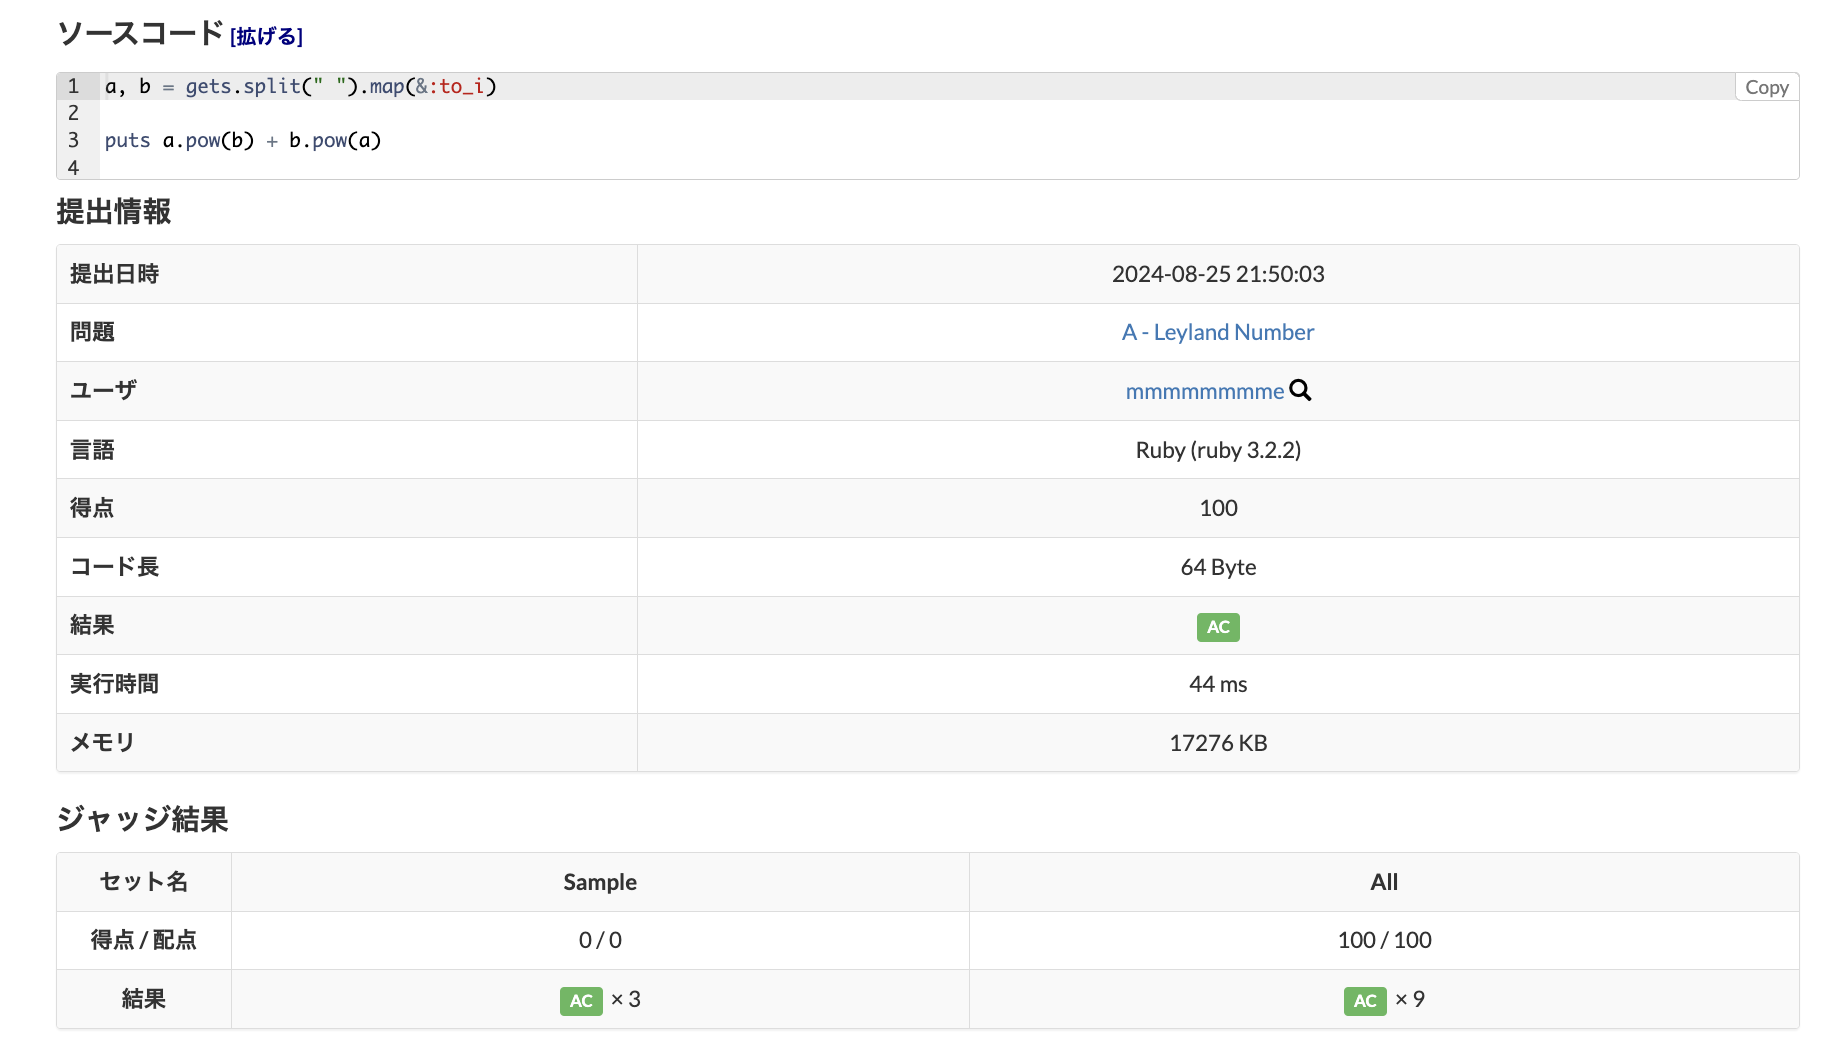 ソースコード [拡げる]
1 a, b = gets.split(" ").map(&:to_i)
Copy
2
3 puts a.pow(b) + b.pow(a)
4
提出情報
提出日時 2024-08-25 21:50:03
問題 A - Leyland Number
ユーザ mmmmmmmme
言語 Ruby (ruby 3.2.2)
得点 100
コード長 64 Byte
結果 AC
実行時間 44 ms
メモリ 17276 KB
ジャッジ結果
セット名 Sample All
得点 / 配点 0 / 0 100 / 100
結果 AC × 3 AC × 9